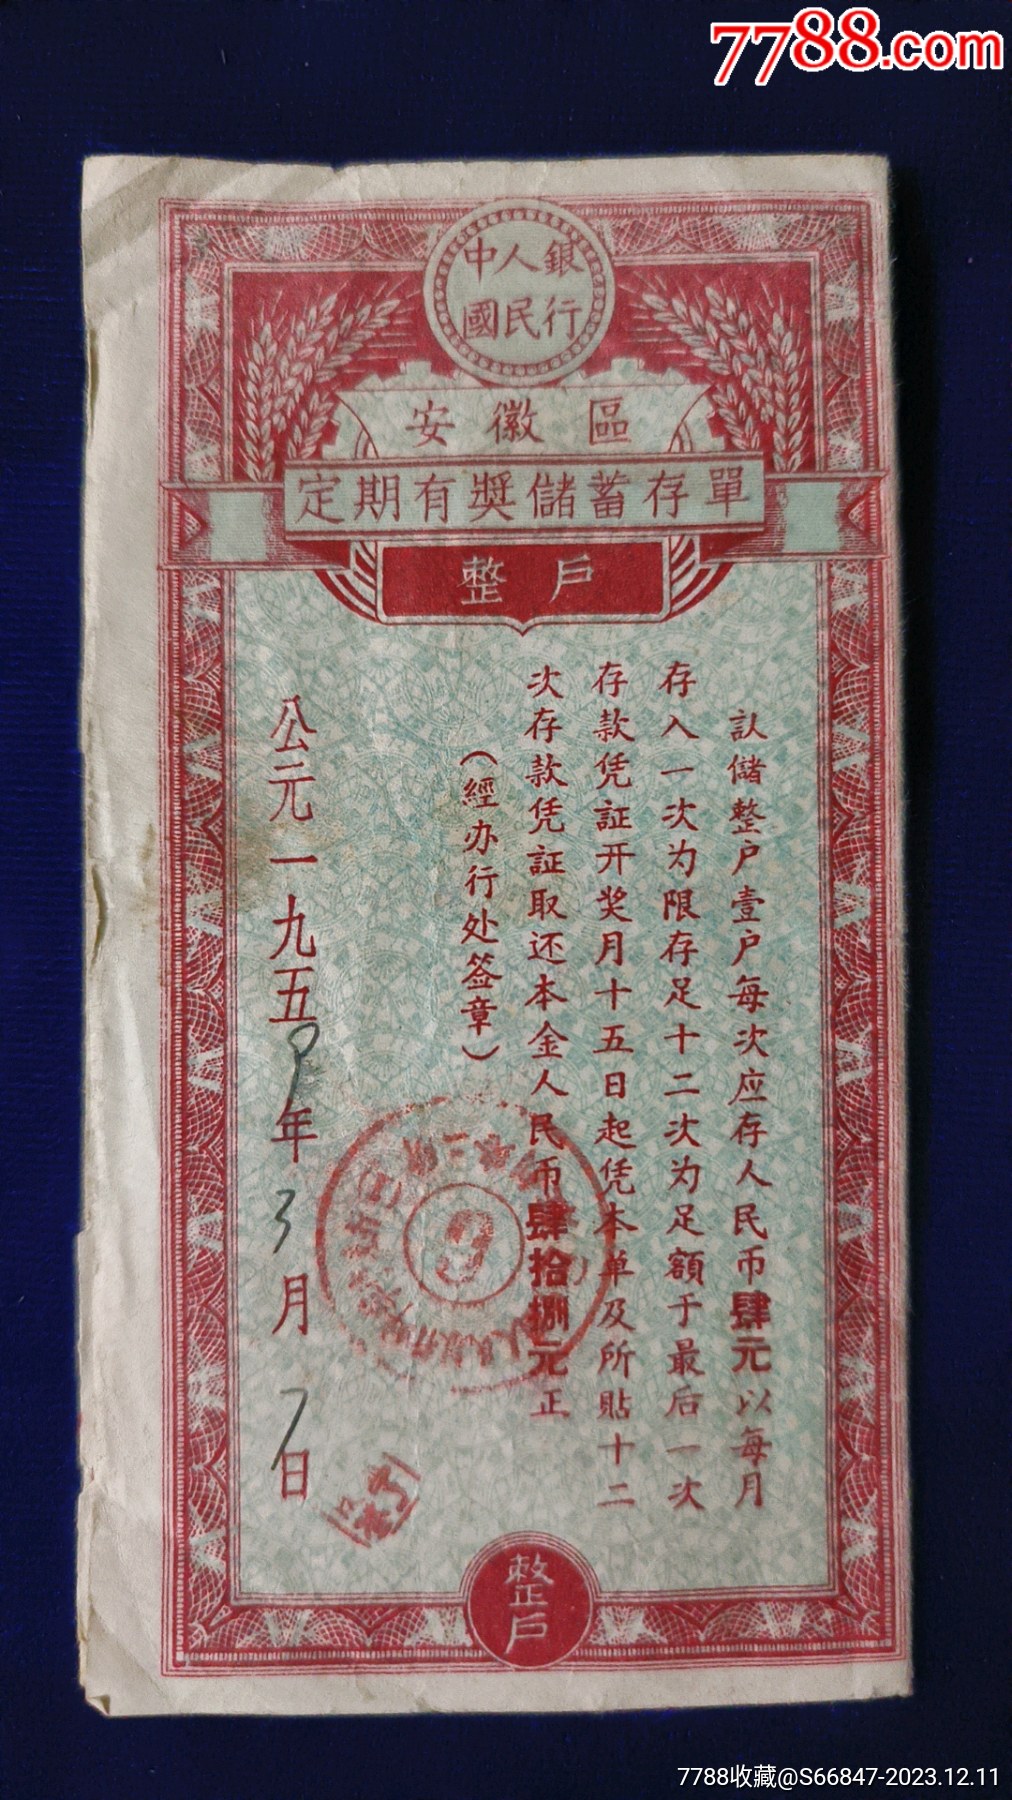 7788.com
中人銀
國民行
安徽區
定期有獎儲蓄存單
整戶
訅儲整户壹户每次应存人民币肆元以每月
存入一次为限存足十二次为足額于最后一次
存款凭証开奖月十五日起凭本单及所貼十二
次存款凭証取还本金人民币肆拾捌元正
（經办行处签章）
公元一九五9年3月7日
9
整戶
7788收藏@S66847-2023.12.11